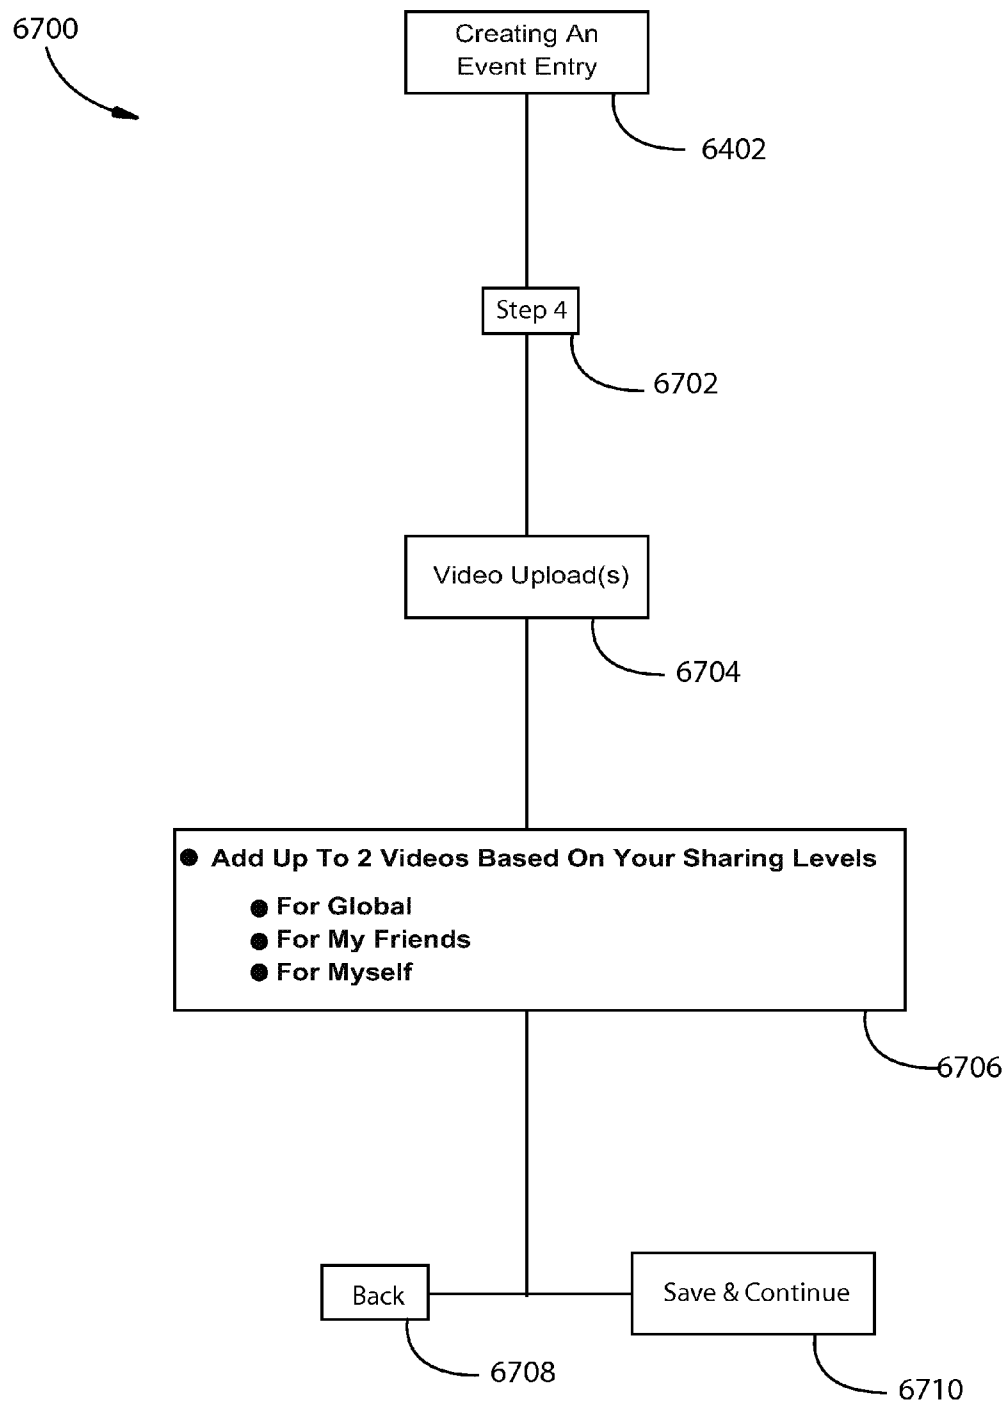 6700
Creating An
Event Entry
6402
Step 4
6702
Video Upload(s)
6704
● Add Up To 2 Videos Based On Your Sharing Levels
● For Global
● For My Friends
● For Myself
6706
Back
Save & Continue
6708
6710